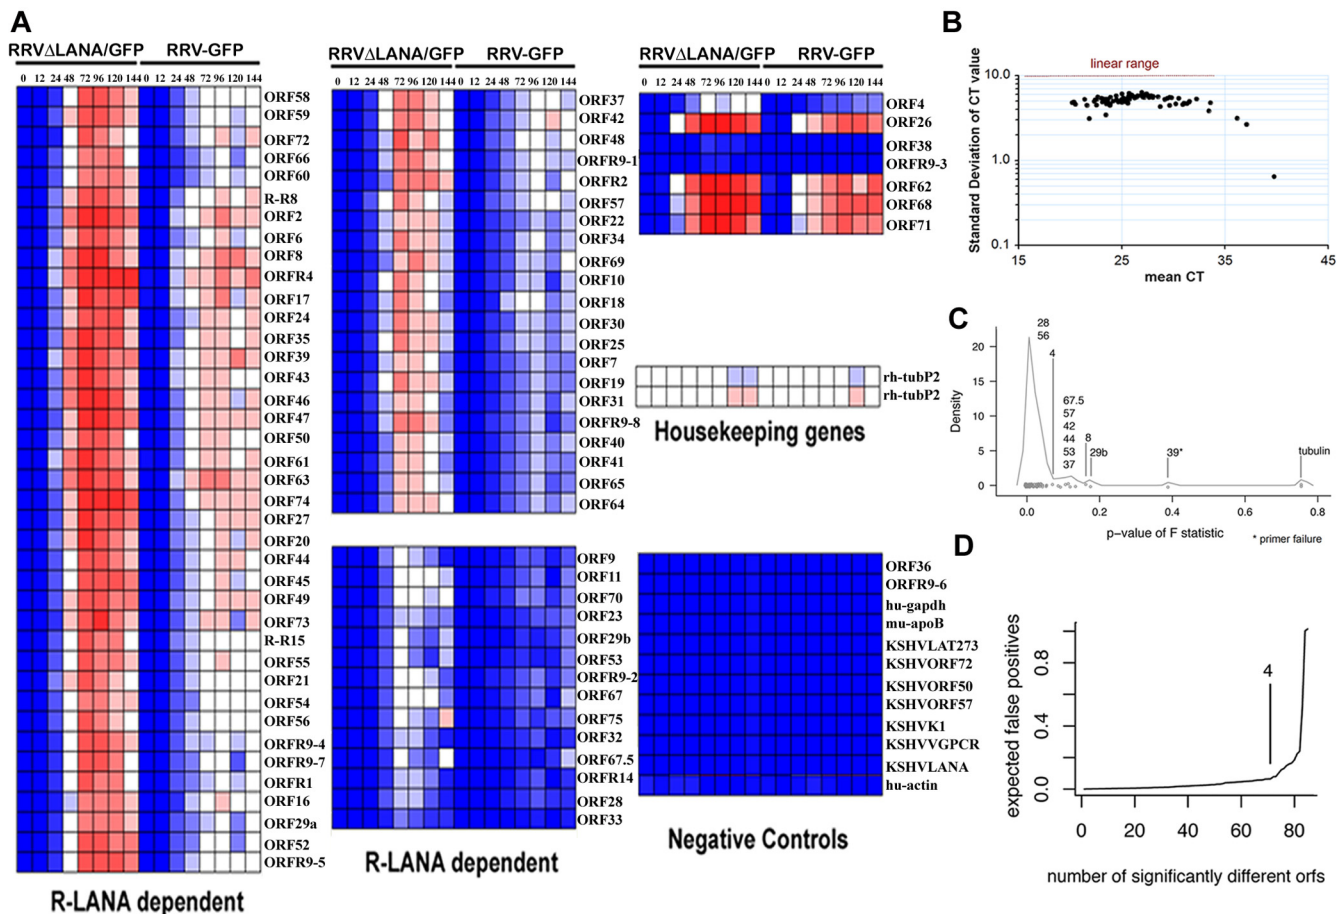 A
RRVΔLANA/GFP RRV-GFP
0 12 24 48 72 96 120 144 0 12 24 48 72 96 120 144
ORF58
ORF59
ORF72
ORF66
ORF60
R-R8
ORF2
ORF6
ORF8
ORFR4
ORF17
ORF24
ORF35
ORF39
ORF43
ORF46
ORF47
ORF50
ORF61
ORF63
ORF74
ORF27
ORF20
ORF44
ORF45
ORF49
ORF73
R-R15
ORF55
ORF21
ORF54
ORF56
ORFR9-4
ORFR9-7
ORFR1
ORF16
ORF29a
ORF52
ORFR9-5
R-LANA dependent
RRVΔLANA/GFP RRV-GFP
0 12 24 48 72 96 120 144 0 12 24 48 72 96 120 144
ORF37
ORF42
ORF48
ORFR9-1
ORFR2
ORF57
ORF22
ORF34
ORF69
ORF10
ORF18
ORF30
ORF25
ORF7
ORF19
ORF31
ORFR9-8
ORF40
ORF41
ORF65
ORF64
ORF9
ORF11
ORF70
ORF23
ORF29b
ORF53
ORFR9-2
ORF67
ORF75
ORF32
ORF67.5
ORFR14
ORF28
ORF33
R-LANA dependent
RRVΔLANA/GFP RRV-GFP
0 12 24 48 72 96 120 144 0 12 24 48 72 96 120 144
ORF4
ORF26
ORF38
ORFR9-3
ORF62
ORF68
ORF71
rh-tubP2
rh-tubP2
Housekeeping genes
ORF36
ORFR9-6
hu-gapdh
mu-apoB
KSHVLAT273
KSHVORF72
KSHVORF50
KSHVORF57
KSHVK1
KSHVVGPCR
KSHVLANA
hu-actin
Negative Controls
B
linear range
Standard Deviation of CT value
10.0
1.0
0.1
15 25 35 45
mean CT
C
Density
20
15
10
5
0
28
56
4
67.5
57
42
44
53
37
8
29b
39*
tubulin
0.0 0.2 0.4 0.6 0.8
p-value of F statistic
* primer failure
D
expected false positives
0.8
0.4
0.0
4
0 20 40 60 80
number of significantly different orfs